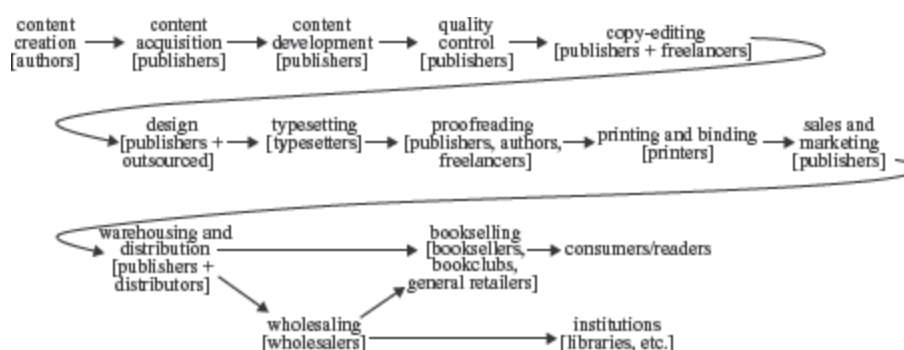 content
creation
[authors]
content
acquisition
[publishers]
content
development
[publishers]
quality
control
[publishers]
copy-editing
[publishers + freelancers]
design
[publishers +
outsourced]
typesetting
[typesetters]
proofreading
[publishers, authors,
freelancers]
printing and binding
[printers]
sales and
marketing
[publishers]
warehousing and
distribution
[publishers +
distributors]
bookselling
[booksellers,
bookclubs,
general retailers]
consumers/readers
wholesaling
[wholesalers]
institutions
[libraries, etc.]